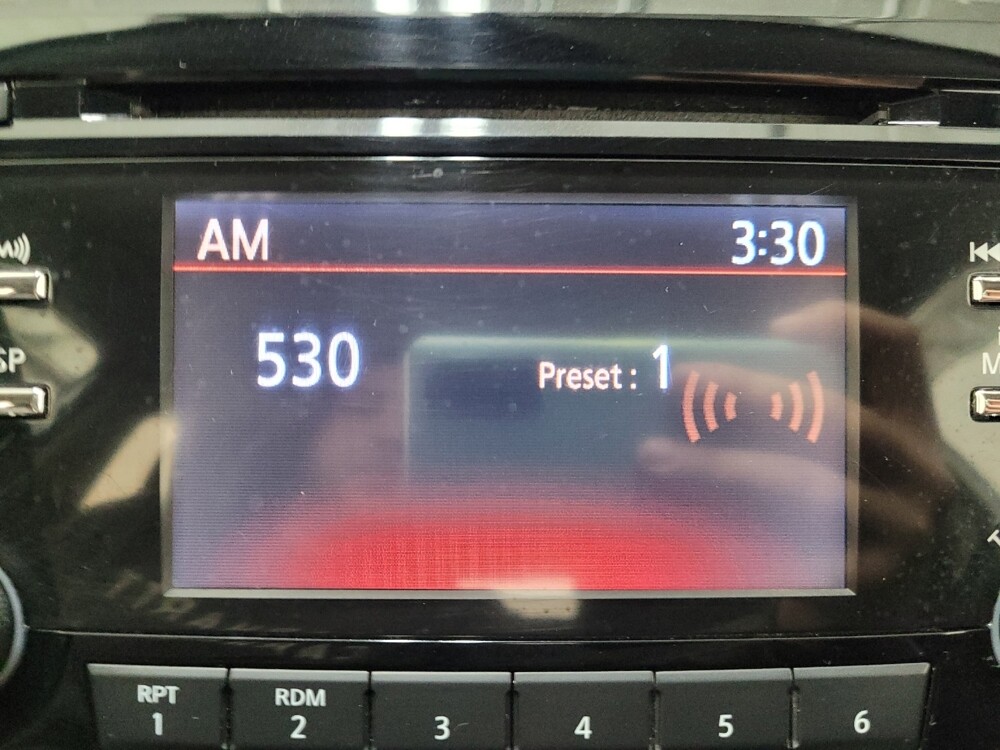 AM 3:30
530 Preset: 1
SP
M
RPT RDM
1 2 3 4 5 6